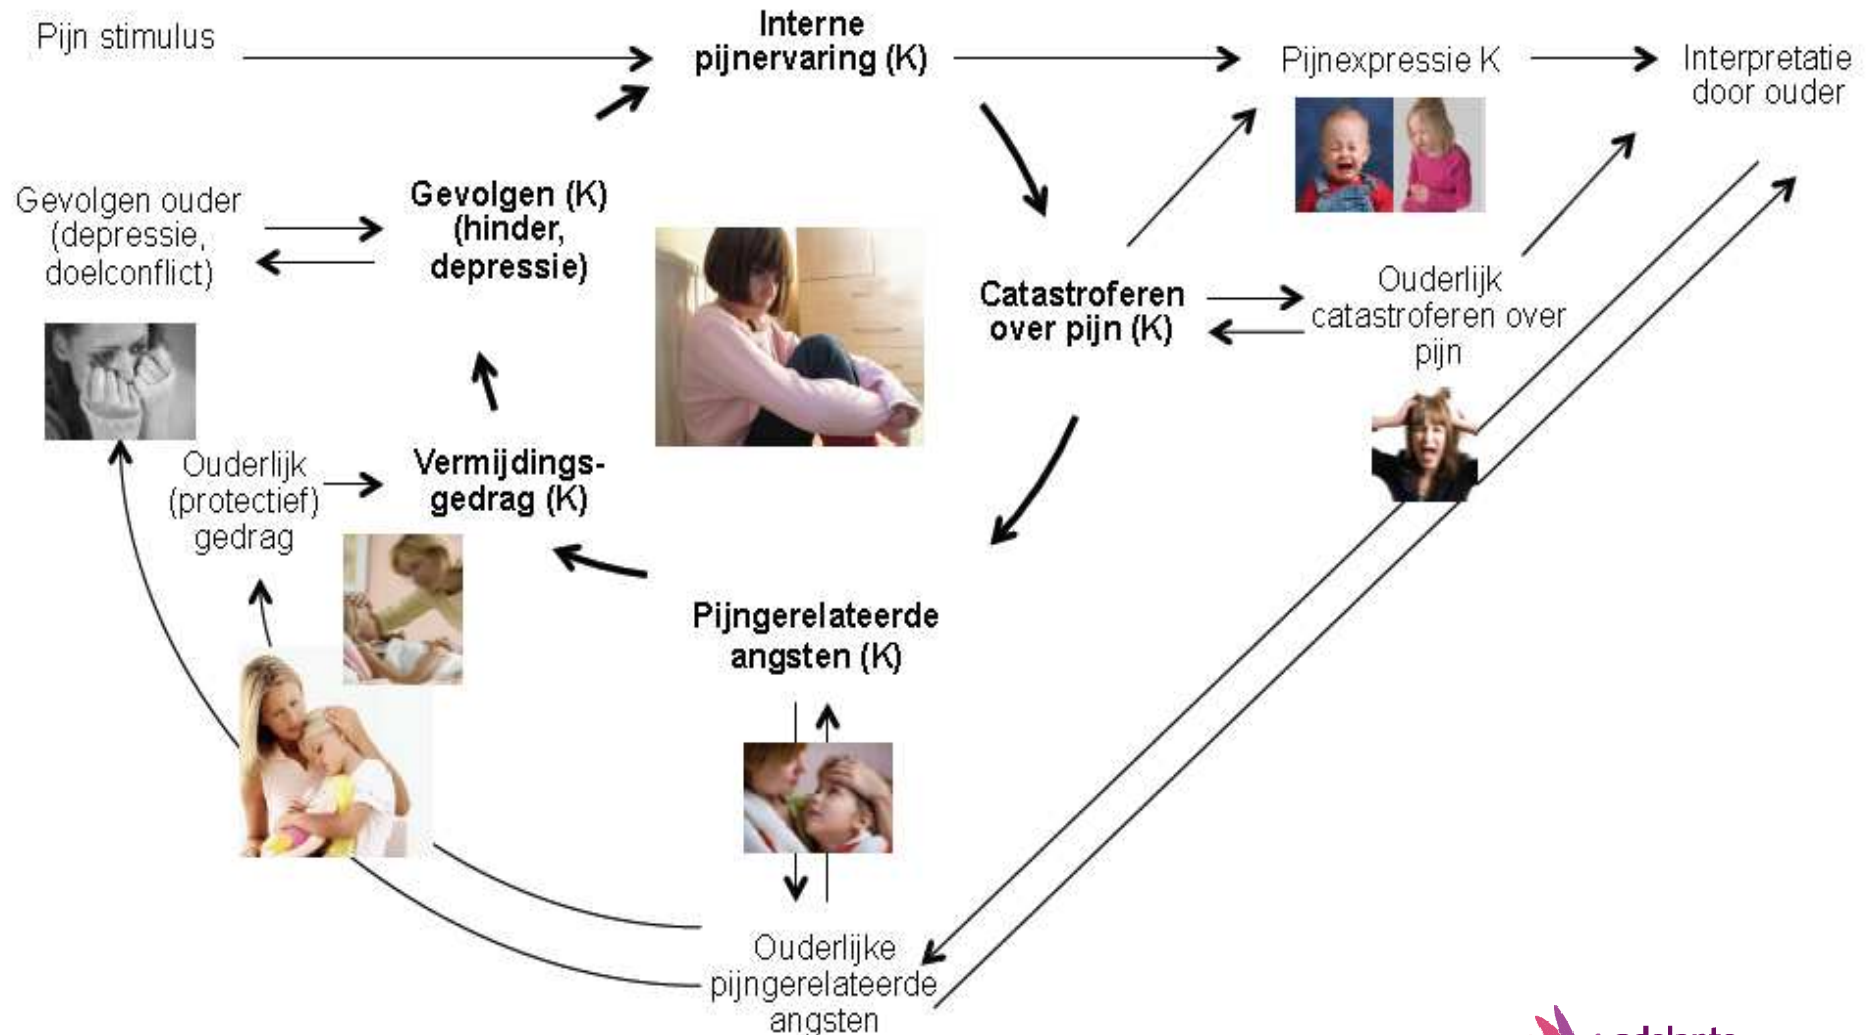 Pijn stimulus
Interne
pijnervaring (K)
Pijnexpressie K
Interpretatie
door ouder
Gevolgen ouder
(depressie,
doelconflict)
Gevolgen (K)
(hinder,
depressie)
Catastroferen
over pijn (K)
Ouderlijk
catastroferen over
pijn
Ouderlijk
(protectief)
gedrag
Vermijdings-
gedrag (K)
Pijngerelateerde
angsten (K)
Ouderlijke
pijngerelateerde
angsten
adelante